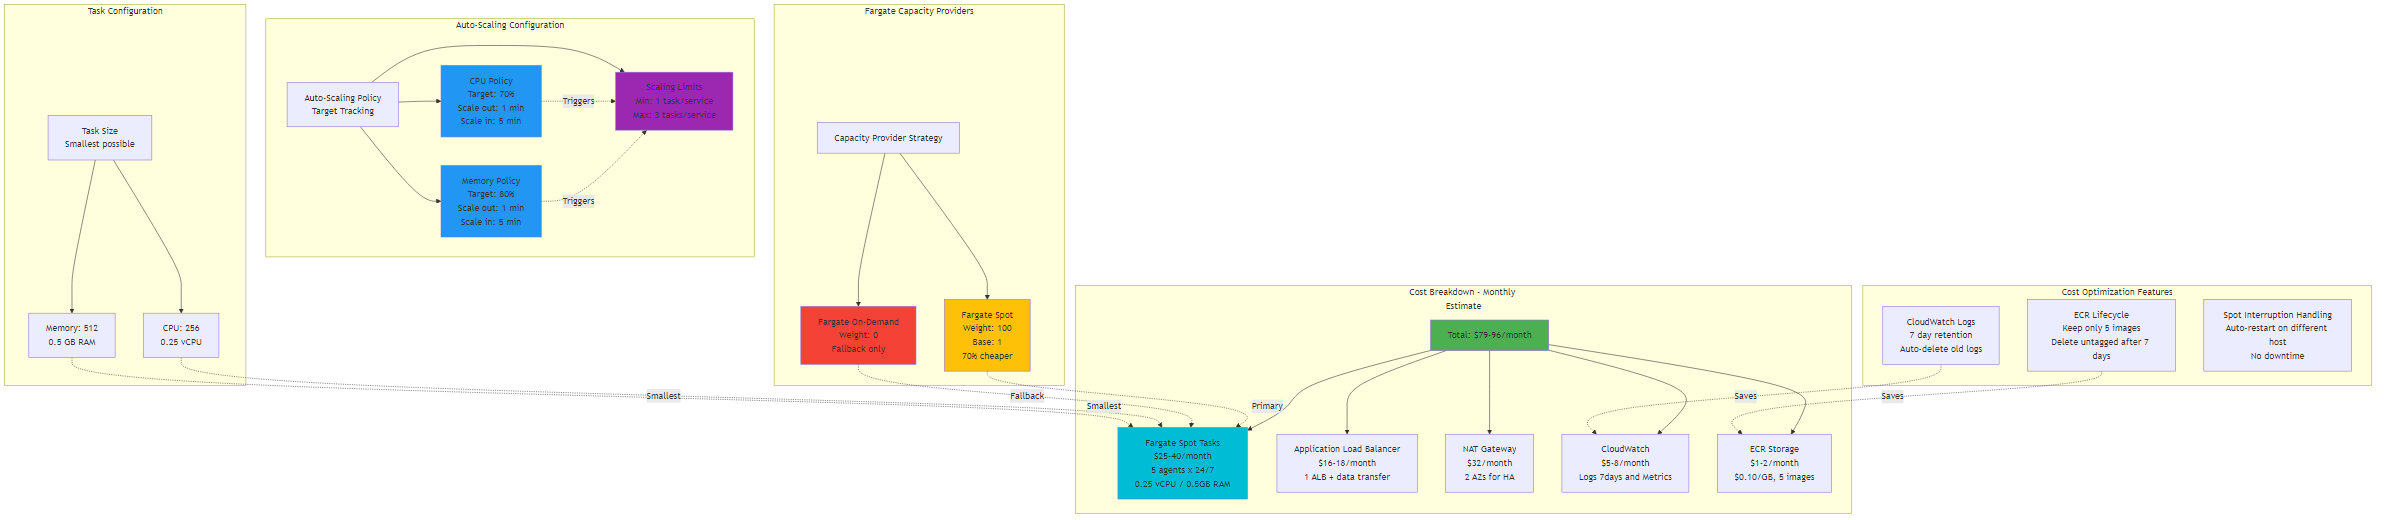 Task Configuration
Task Size
Smallest possible
Memory: 512
0.5 GB RAM
CPU: 256
0.25 vCPU
Auto-Scaling Configuration
Auto-Scaling Policy
Target Tracking
CPU Policy
Target: 70%
Scale out: 1 min
Scale in: 5 min
Memory Policy
Target: 80%
Scale out: 1 min
Scale in: 5 min
Triggers
Triggers
Scaling Limits
Min: 1 task/service
Max: 3 tasks/service
Fargate Capacity Providers
Capacity Provider Strategy
Fargate On-Demand
Weight: 0
Fallback only
Fargate Spot
Weight: 100
Base: 1
70% cheaper
Smallest
Fallback
Smallest
Primary
Cost Breakdown - Monthly
Estimate
Total: $79-96/month
Fargate Spot Tasks
$25-40/month
5 agents x 24/7
0.25 vCPU / 0.5GB RAM
Application Load Balancer
$16-18/month
1 ALB + data transfer
NAT Gateway
$32/month
2 AZs for HA
CloudWatch
$5-8/month
Logs 7days and Metrics
ECR Storage
$1-2/month
$0.10/GB, 5 images
Saves
Saves
Cost Optimization Features
CloudWatch Logs
7 day retention
Auto-delete old logs
ECR Lifecycle
Keep only 5 images
Delete untagged after 7
days
Spot Interruption Handling
Auto-restart on different
host
No downtime